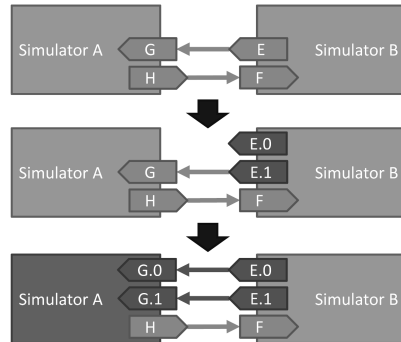 Simulator A G E Simulator B
H F
E.0
Simulator A G E.1 Simulator B
H F
G.0 E.0
Simulator A G.1 E.1 Simulator B
H F